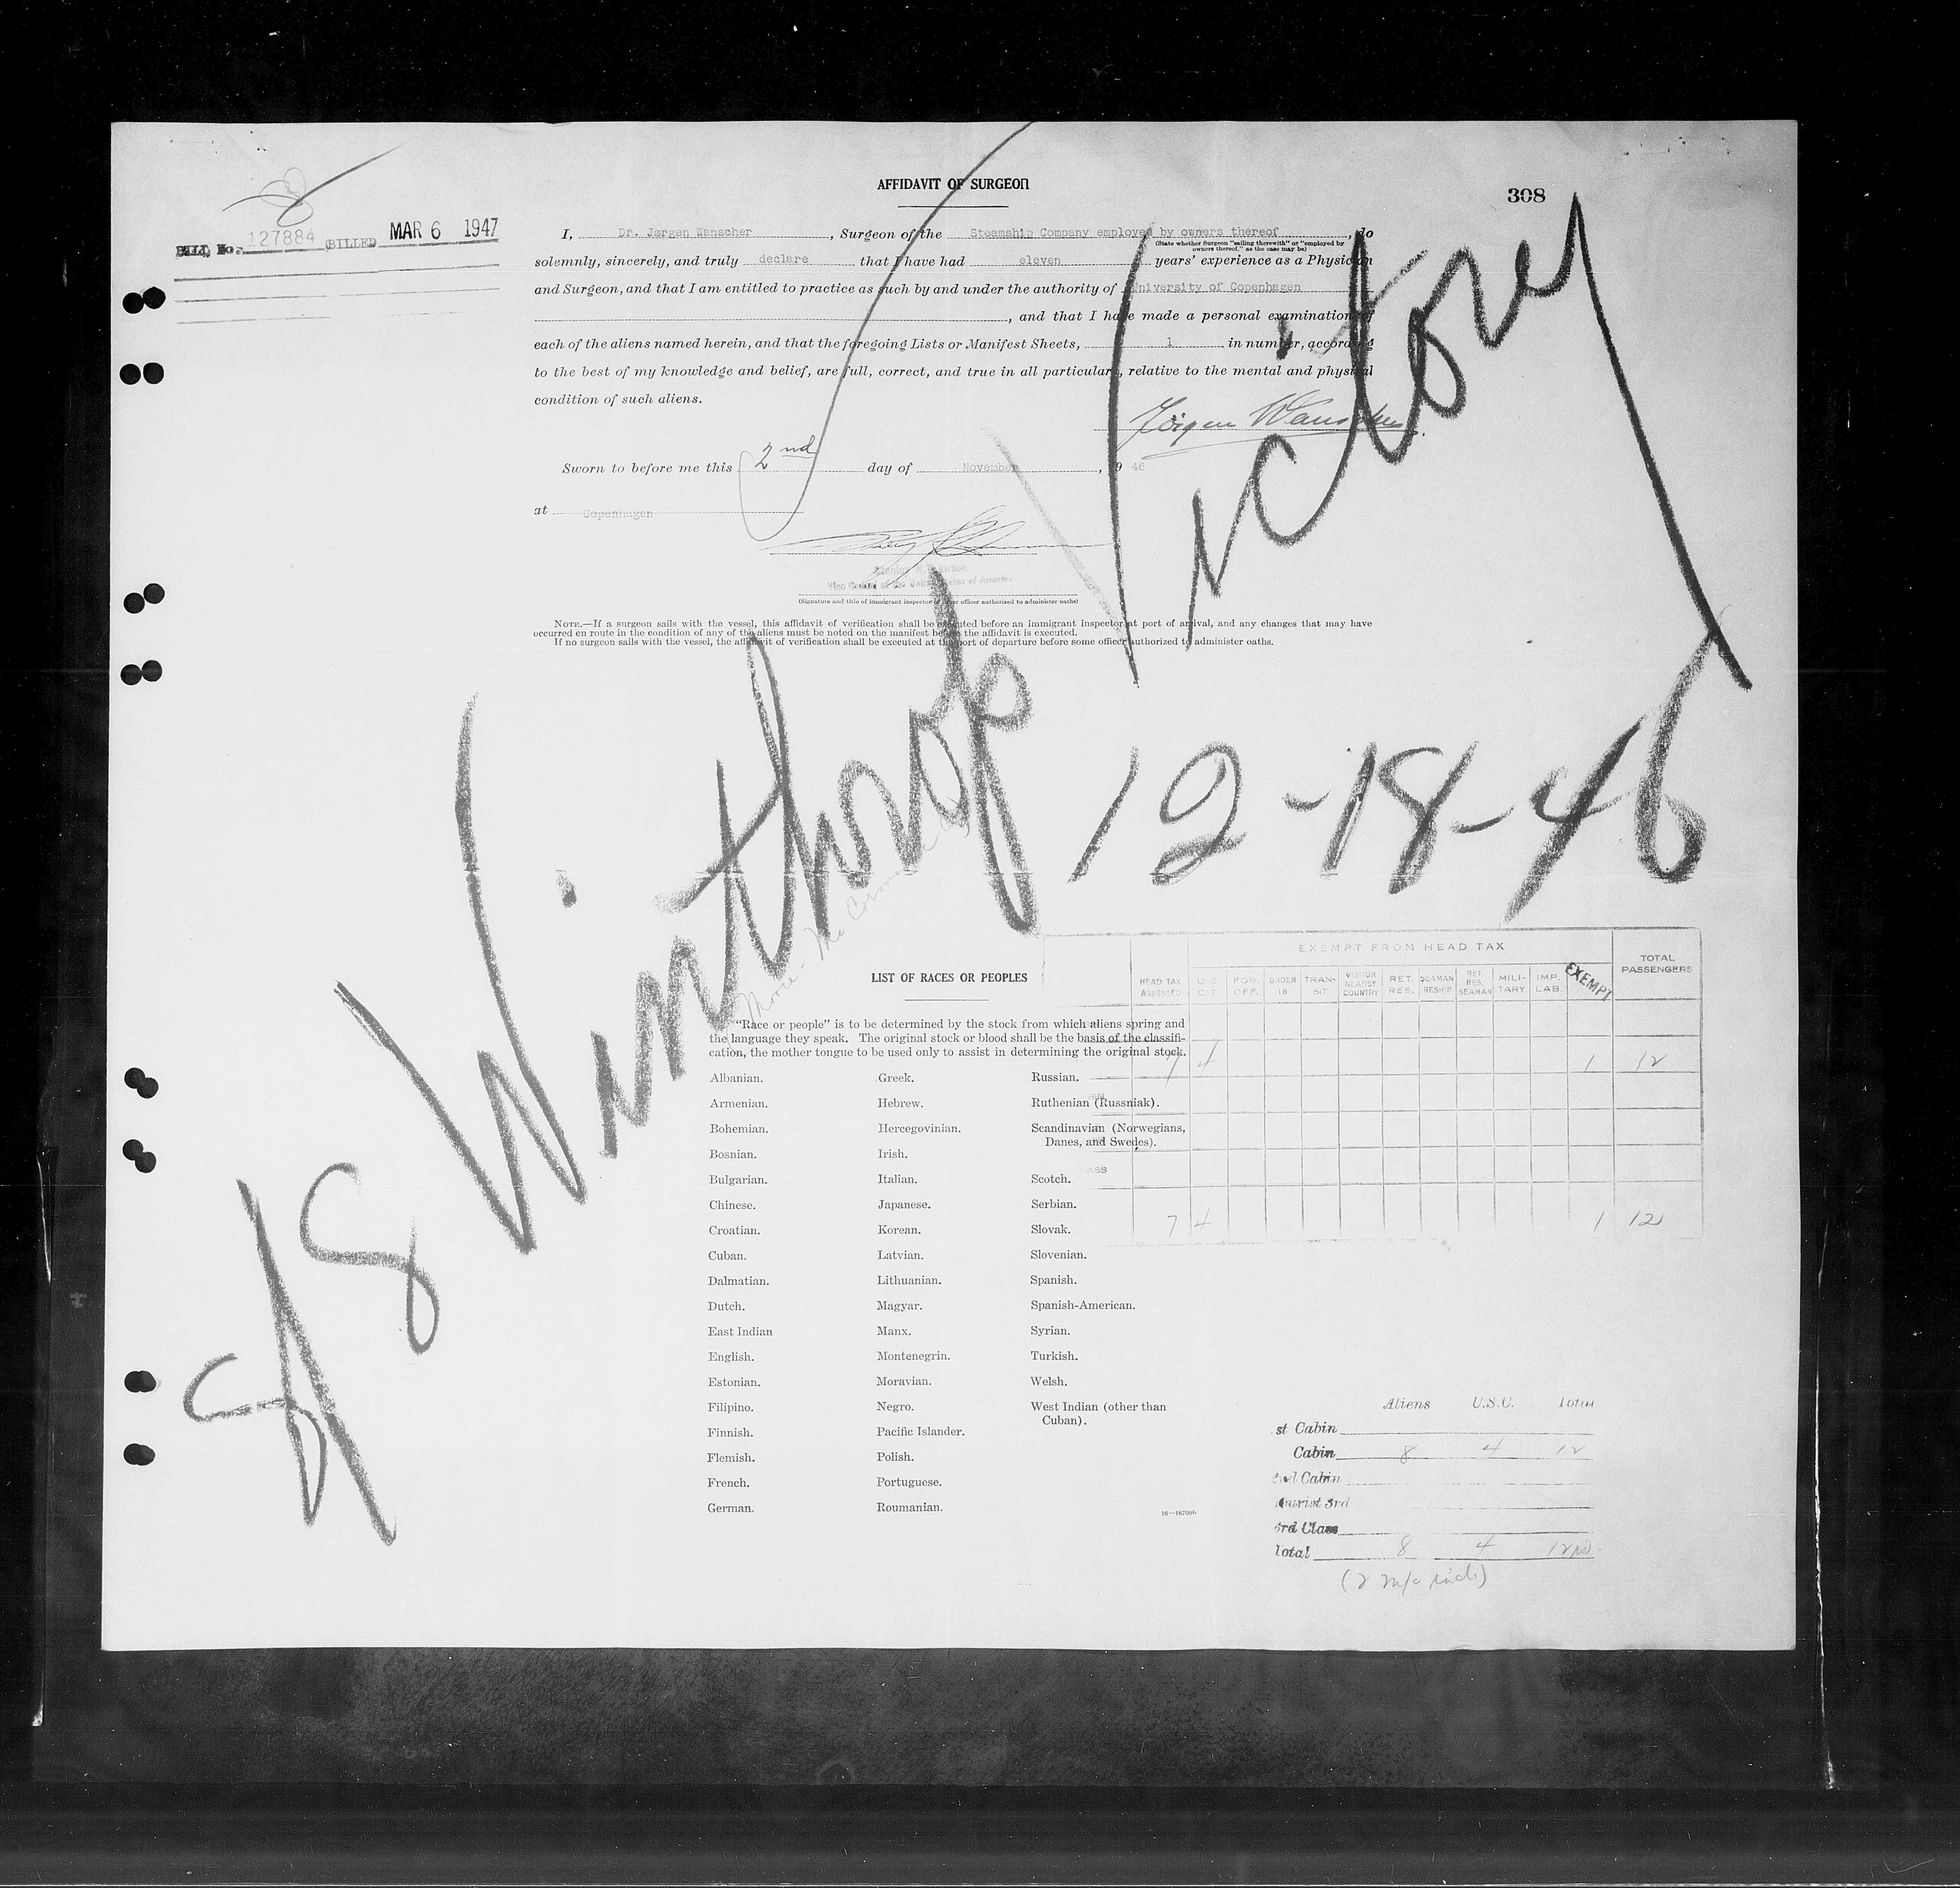 AFFIDAVIT OF SURGEON
308
BILL No. 127884 BILLED MAR 6 1947
I, Dr. Jørgen Wanscher, Surgeon of the Steamship Company employed by owners thereof, do
(State whether Surgeon "sailing therewith" or "employed by
owners thereof," as the case may be)
solemnly, sincerely, and truly declare that I have had eleven years' experience as a Physician
and Surgeon, and that I am entitled to practice as such by and under the authority of University of Copenhagen
, and that I have made a personal examination of
each of the aliens named herein, and that the foregoing Lists or Manifest Sheets, 1 in number, according
to the best of my knowledge and belief, are full, correct, and true in all particulars, relative to the mental and physical
condition of such aliens.
Jörgen Wanscher.
Sworn to before me this 2nd day of November, 19 46
at Copenhagen
Vice Consul of the United States of America
(Signature and title of immigrant inspector or other officer authorized to administer oaths)
NOTE.—If a surgeon sails with the vessel, this affidavit of verification shall be executed before an immigrant inspector at port of arrival, and any changes that may have
occurred en route in the condition of any of the aliens must be noted on the manifest before the affidavit is executed.
If no surgeon sails with the vessel, the affidavit of verification shall be executed at the port of departure before some officer authorized to administer oaths.
SS Winthrop Victory
12-18-46
LIST OF RACES OR PEOPLES
"Race or people" is to be determined by the stock from which aliens spring and
the language they speak. The original stock or blood shall be the basis of the classifi-
cation, the mother tongue to be used only to assist in determining the original stock.
Albanian. Greek. Russian.
Armenian. Hebrew. Ruthenian (Russniak).
Bohemian. Hercegovinian. Scandinavian (Norwegians,
Danes, and Swedes).
Bosnian. Irish.
Bulgarian. Italian. Scotch.
Chinese. Japanese. Serbian.
Croatian. Korean. Slovak.
Cuban. Latvian. Slovenian.
Dalmatian. Lithuanian. Spanish.
Dutch. Magyar. Spanish-American.
East Indian Manx. Syrian.
English. Montenegrin. Turkish.
Estonian. Moravian. Welsh.
Filipino. Negro. West Indian (other than
Cuban).
Finnish. Pacific Islander.
Flemish. Polish.
French. Portuguese.
German. Roumanian.
16—18709b
EXEMPT FROM HEAD TAX
HEAD TAX ASSESSED U.S. CIT. FOR. OFF. UNDER 16 TRAN-SIT VISITOR NEARBY COUNTRY RET. RES. SEAMAN RESHIP. RET. RES. SEAMAN MILI-TARY IMP. LAB. EXEMPT TOTAL PASSENGERS
7 4 1 12
7 4 1 12
Aliens U.S.C. Total
st Cabin
Cabin 8 4 12
2nd Cabin
Tourist 3rd
3rd Class
Total 8 4 12